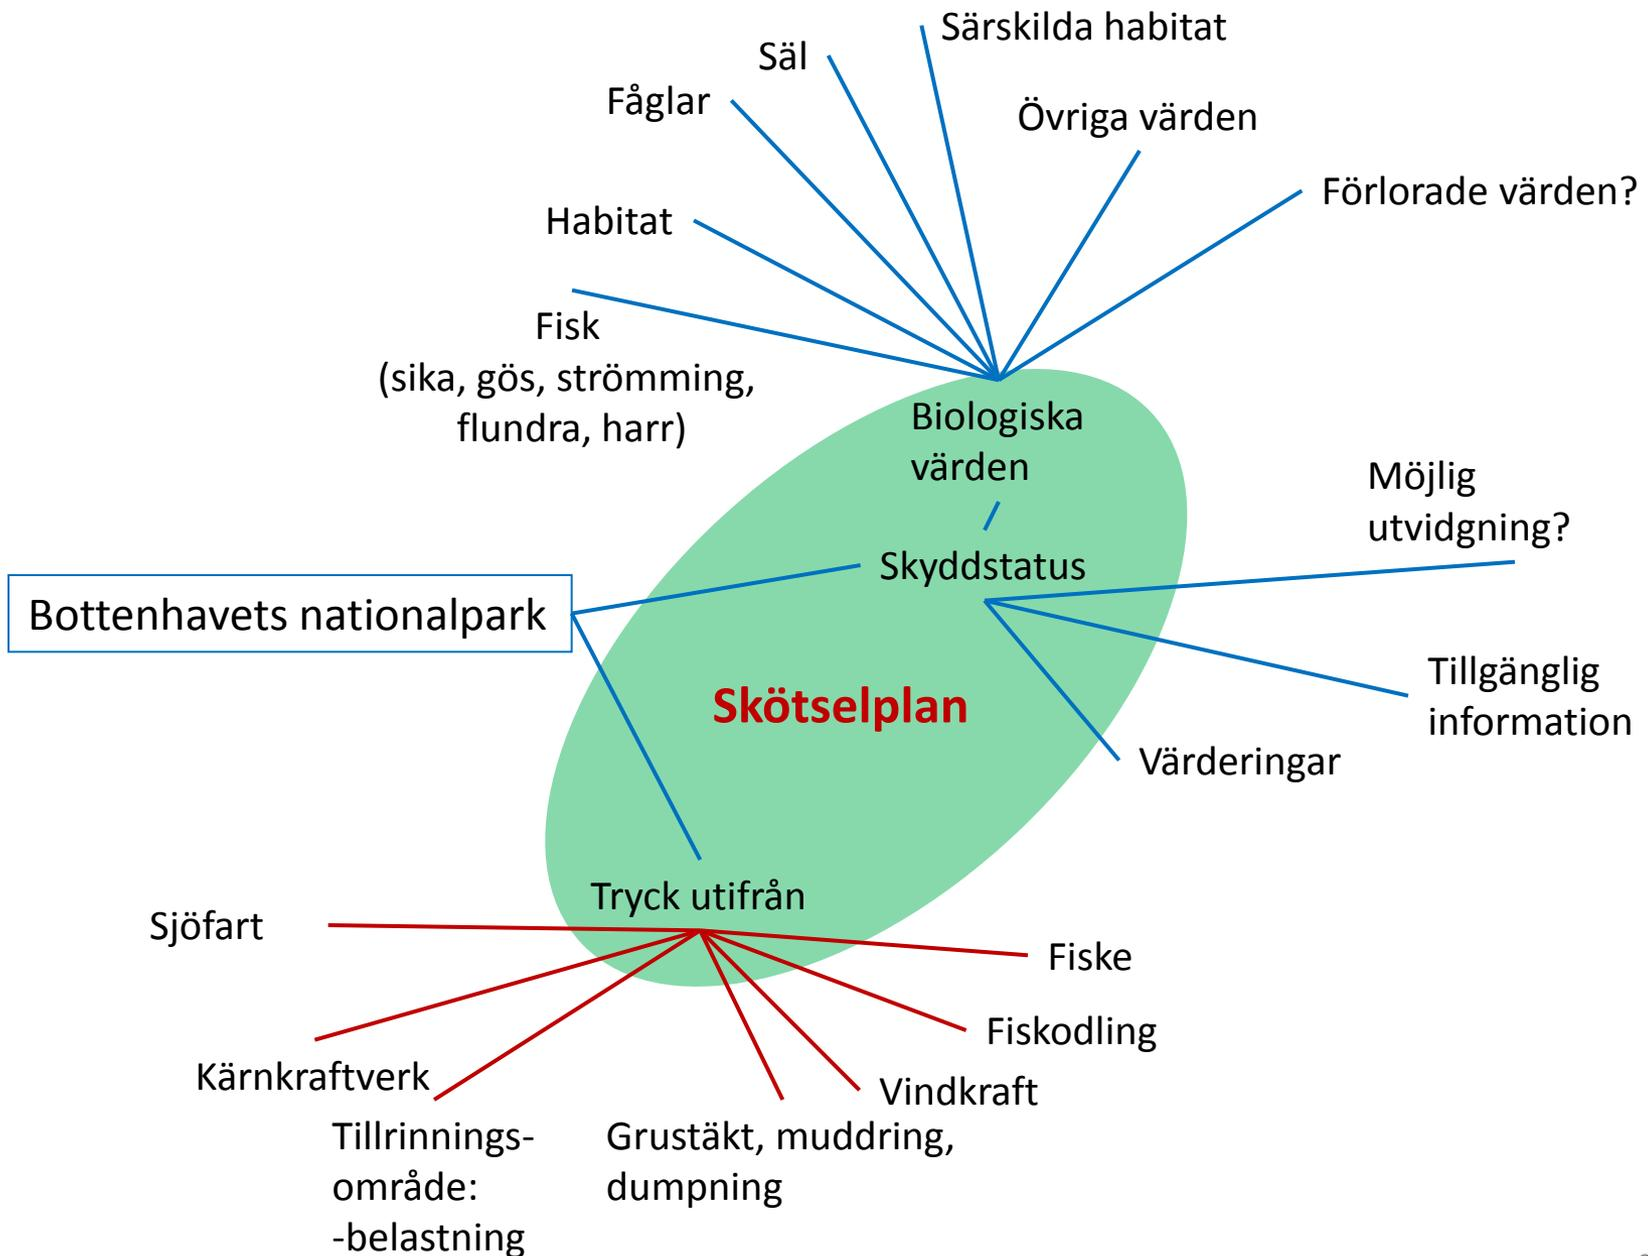 Särskilda habitat
Säl
Fåglar
Övriga värden
Förlorade värden?
Habitat
Fisk
(sika, gös, strömming,
flundra, harr)
Biologiska
värden
Möjlig
utvidgning?
Skyddstatus
Bottenhavets nationalpark
Tillgänglig
information
Skötselplan
Värderingar
Tryck utifrån
Sjöfart
Fiske
Fiskodling
Kärnkraftverk
Vindkraft
Tillrinnings-
område:
-belastning
Grustäkt, muddring,
dumpning